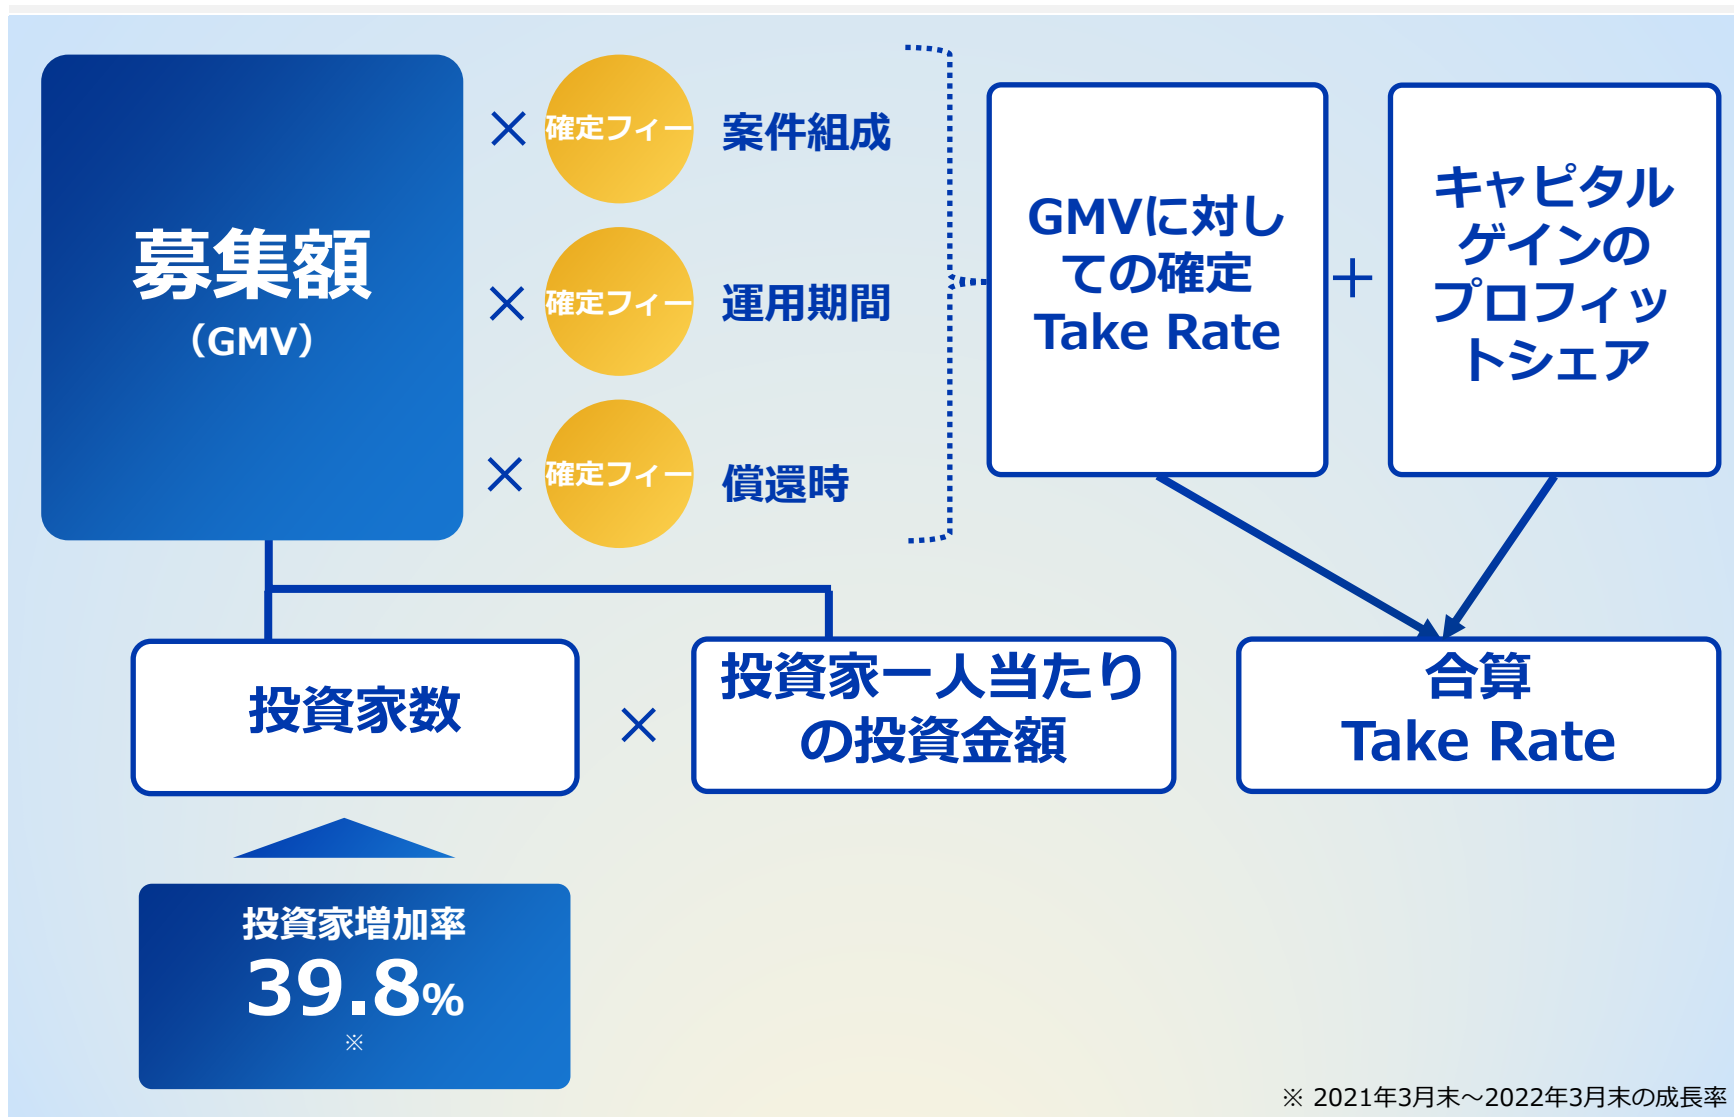 募集額
（GMV）
×
確定フィー
案件組成
×
確定フィー
運用期間
×
確定フィー
償還時
GMVに対し
ての確定
Take Rate
＋
キャピタル
ゲインの
プロフィッ
トシェア
投資家数
×
投資家一人当たり
の投資金額
合算
Take Rate
投資家増加率
39.8%
※
※ 2021年3月末～2022年3月末の成長率